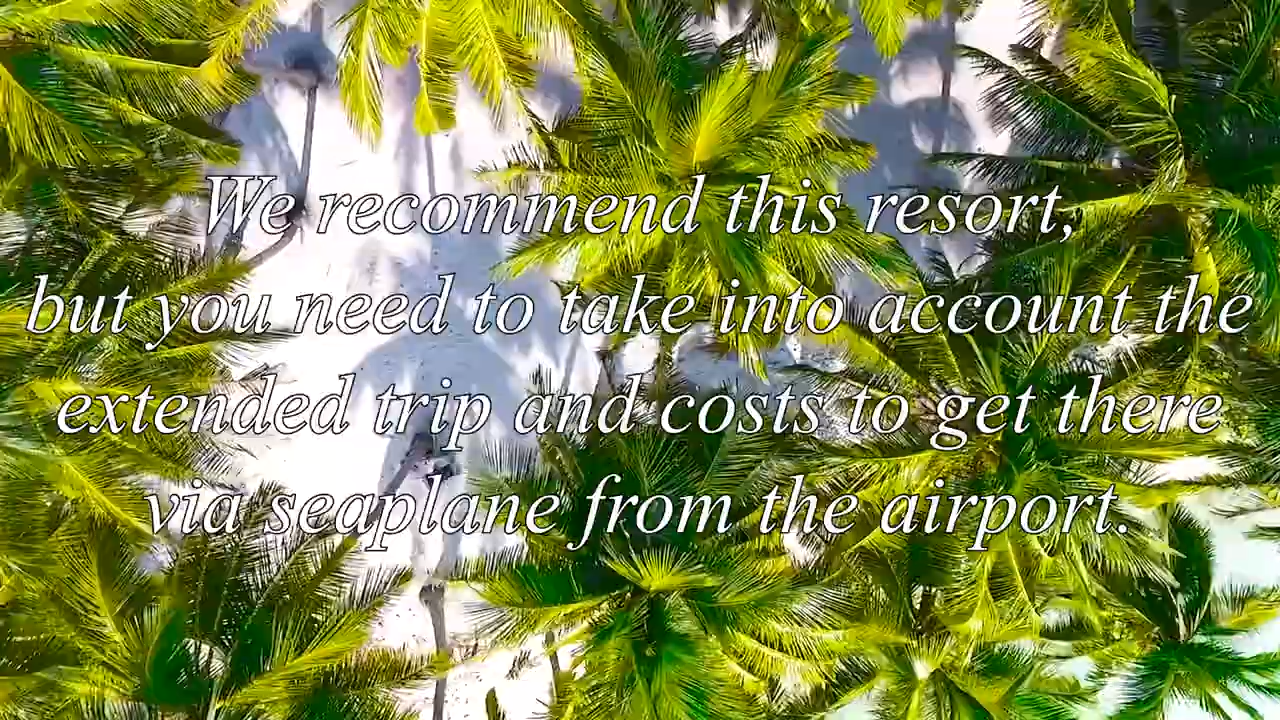 We recommend this resort,
but you need to take into account the
extended trip and costs to get there
via seaplane from the airport.